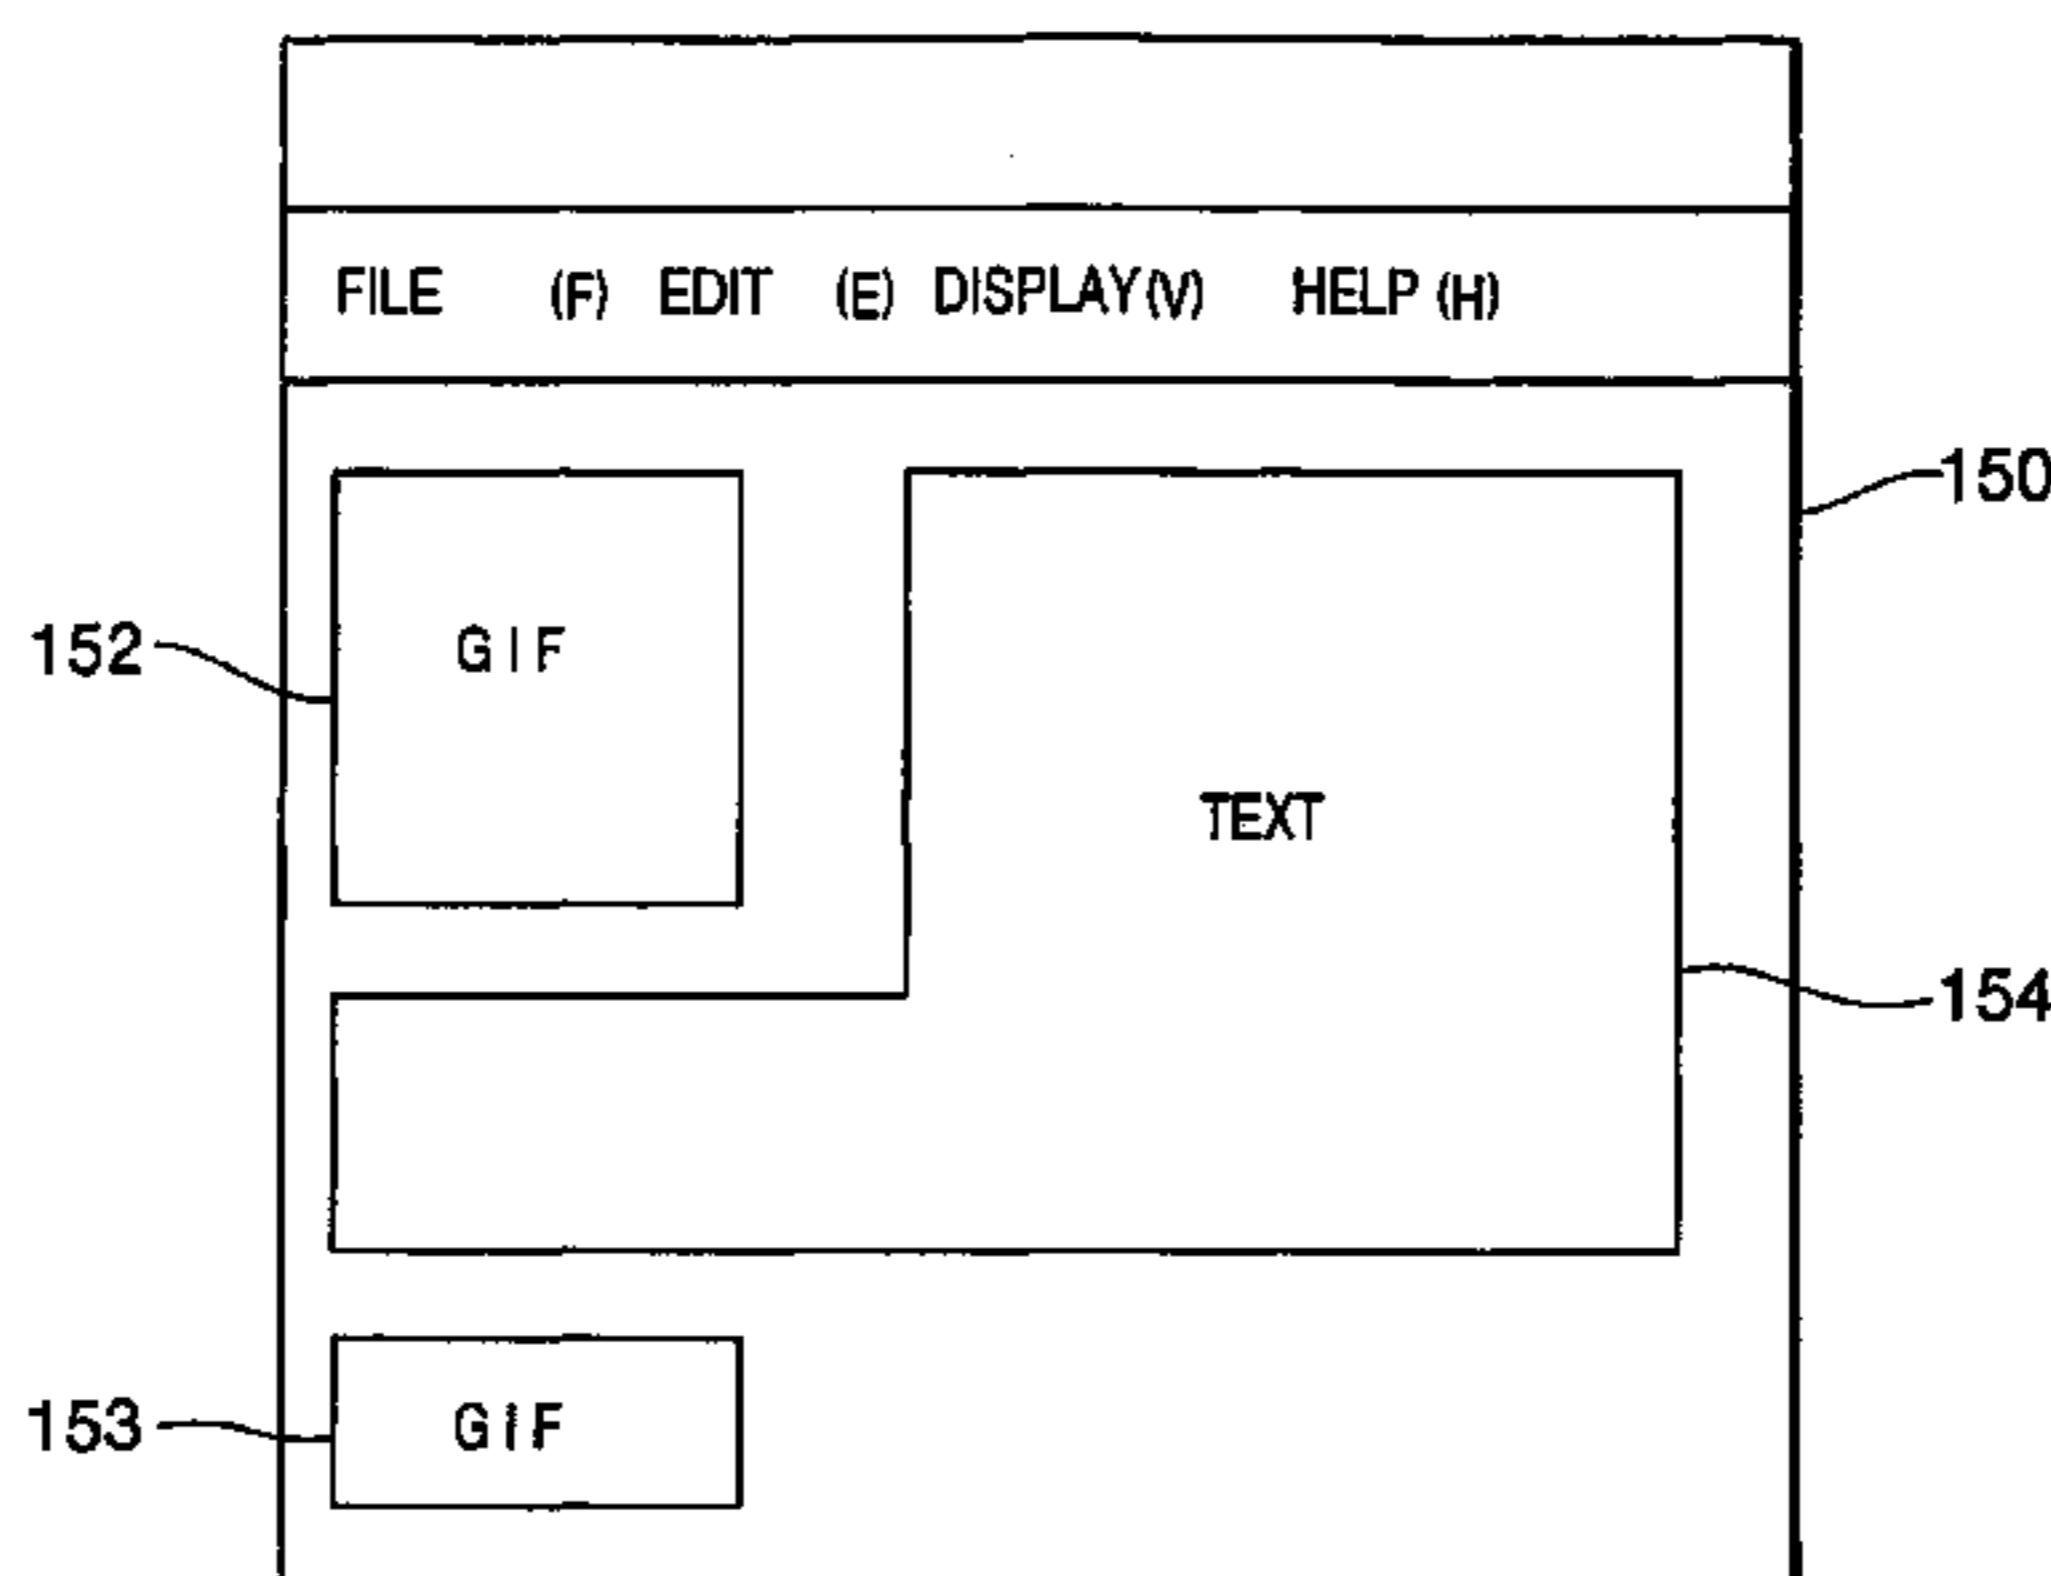 FILE (F) EDIT (E) DISPLAY(V) HELP (H)
150
152
GIF
TEXT
154
153
GIF